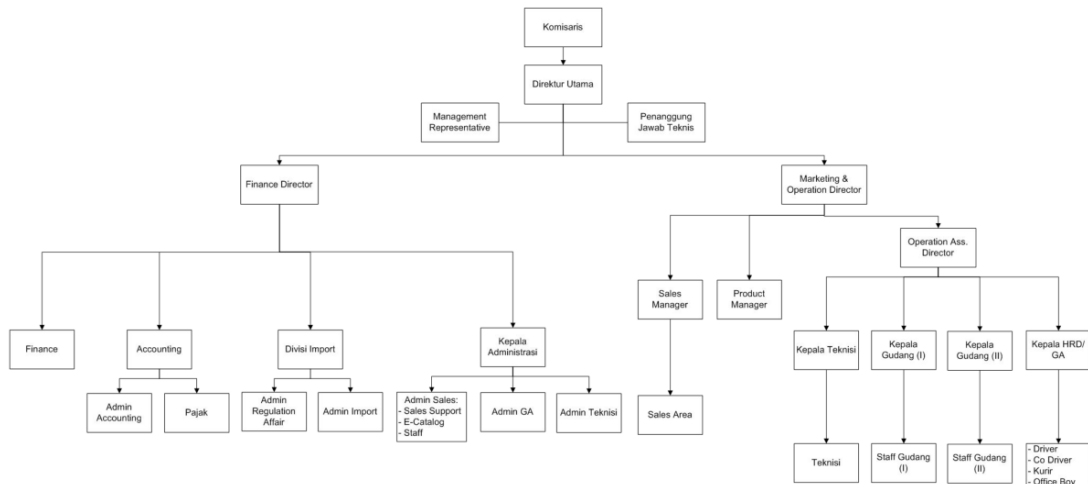 Komisaris
Direktur Utama
Management
Representative
Penanggung
Jawab Teknis
Finance Director
Marketing &
Operation Director
Operation Ass.
Director
Sales
Manager
Product
Manager
Finance
Accounting
Divisi Import
Kepala
Administrasi
Kepala Teknisi
Kepala
Gudang (I)
Kepala
Gudang (II)
Kepala HRD/
GA
Admin
Accounting
Pajak
Admin
Regulation
Affair
Admin Import
Admin Sales:
- Sales Support
- E-Catalog
- Staff
Admin GA
Admin Teknisi
Sales Area
Teknisi
Staff Gudang
(I)
Staff Gudang
(II)
- Driver
- Co Driver
- Kurir
- Office Boy